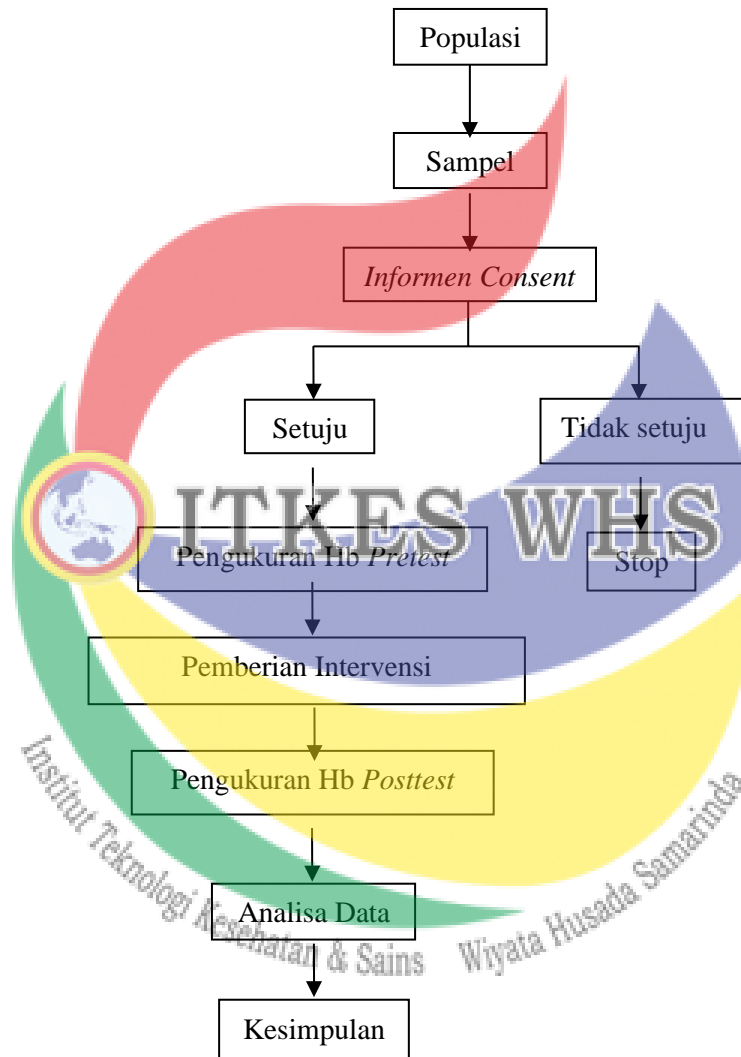 Populasi
Sampel
Informen Consent
Setuju
Tidak setuju
ITKES WHS
Pengukuran Hb Pretest
Stop
Pemberian Intervensi
Pengukuran Hb Posttest
Analisa Data
Institut Teknologi Kesehatan & Sains Wiyata Husada Samarinda
Kesimpulan